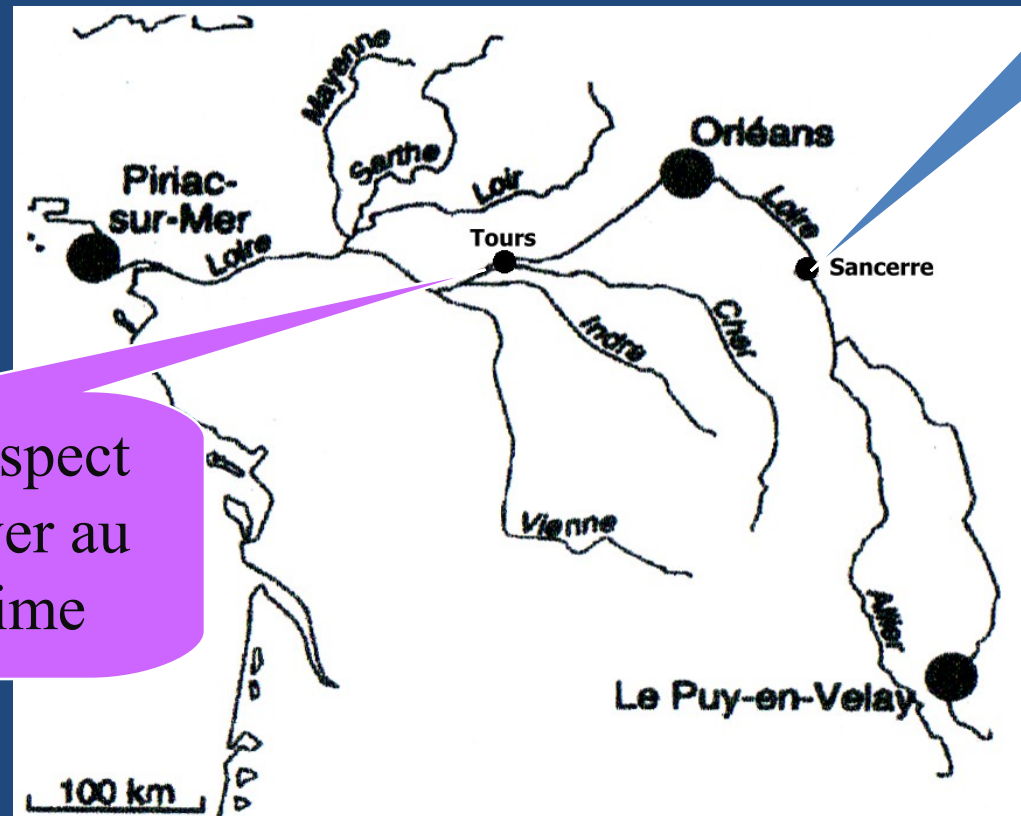 Mayenne
Orléans
Sarthe
Piriac-
sur-Mer
Loir
Loire
Tours
Loire
Sancerre
Cher
Indre
spect
er au
ime
Vienne
Allier
Le Puy-en-Velay
100 km